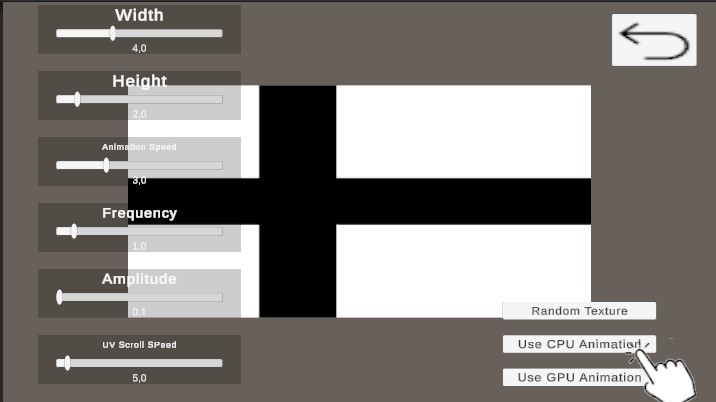 Width
4,0
Height
2,0
Animation Speed
3,0
Frequency
1,0
Amplitude
0,1
UV Scroll SPeed
5,0
Random Texture
Use CPU Animation
Use GPU Animation